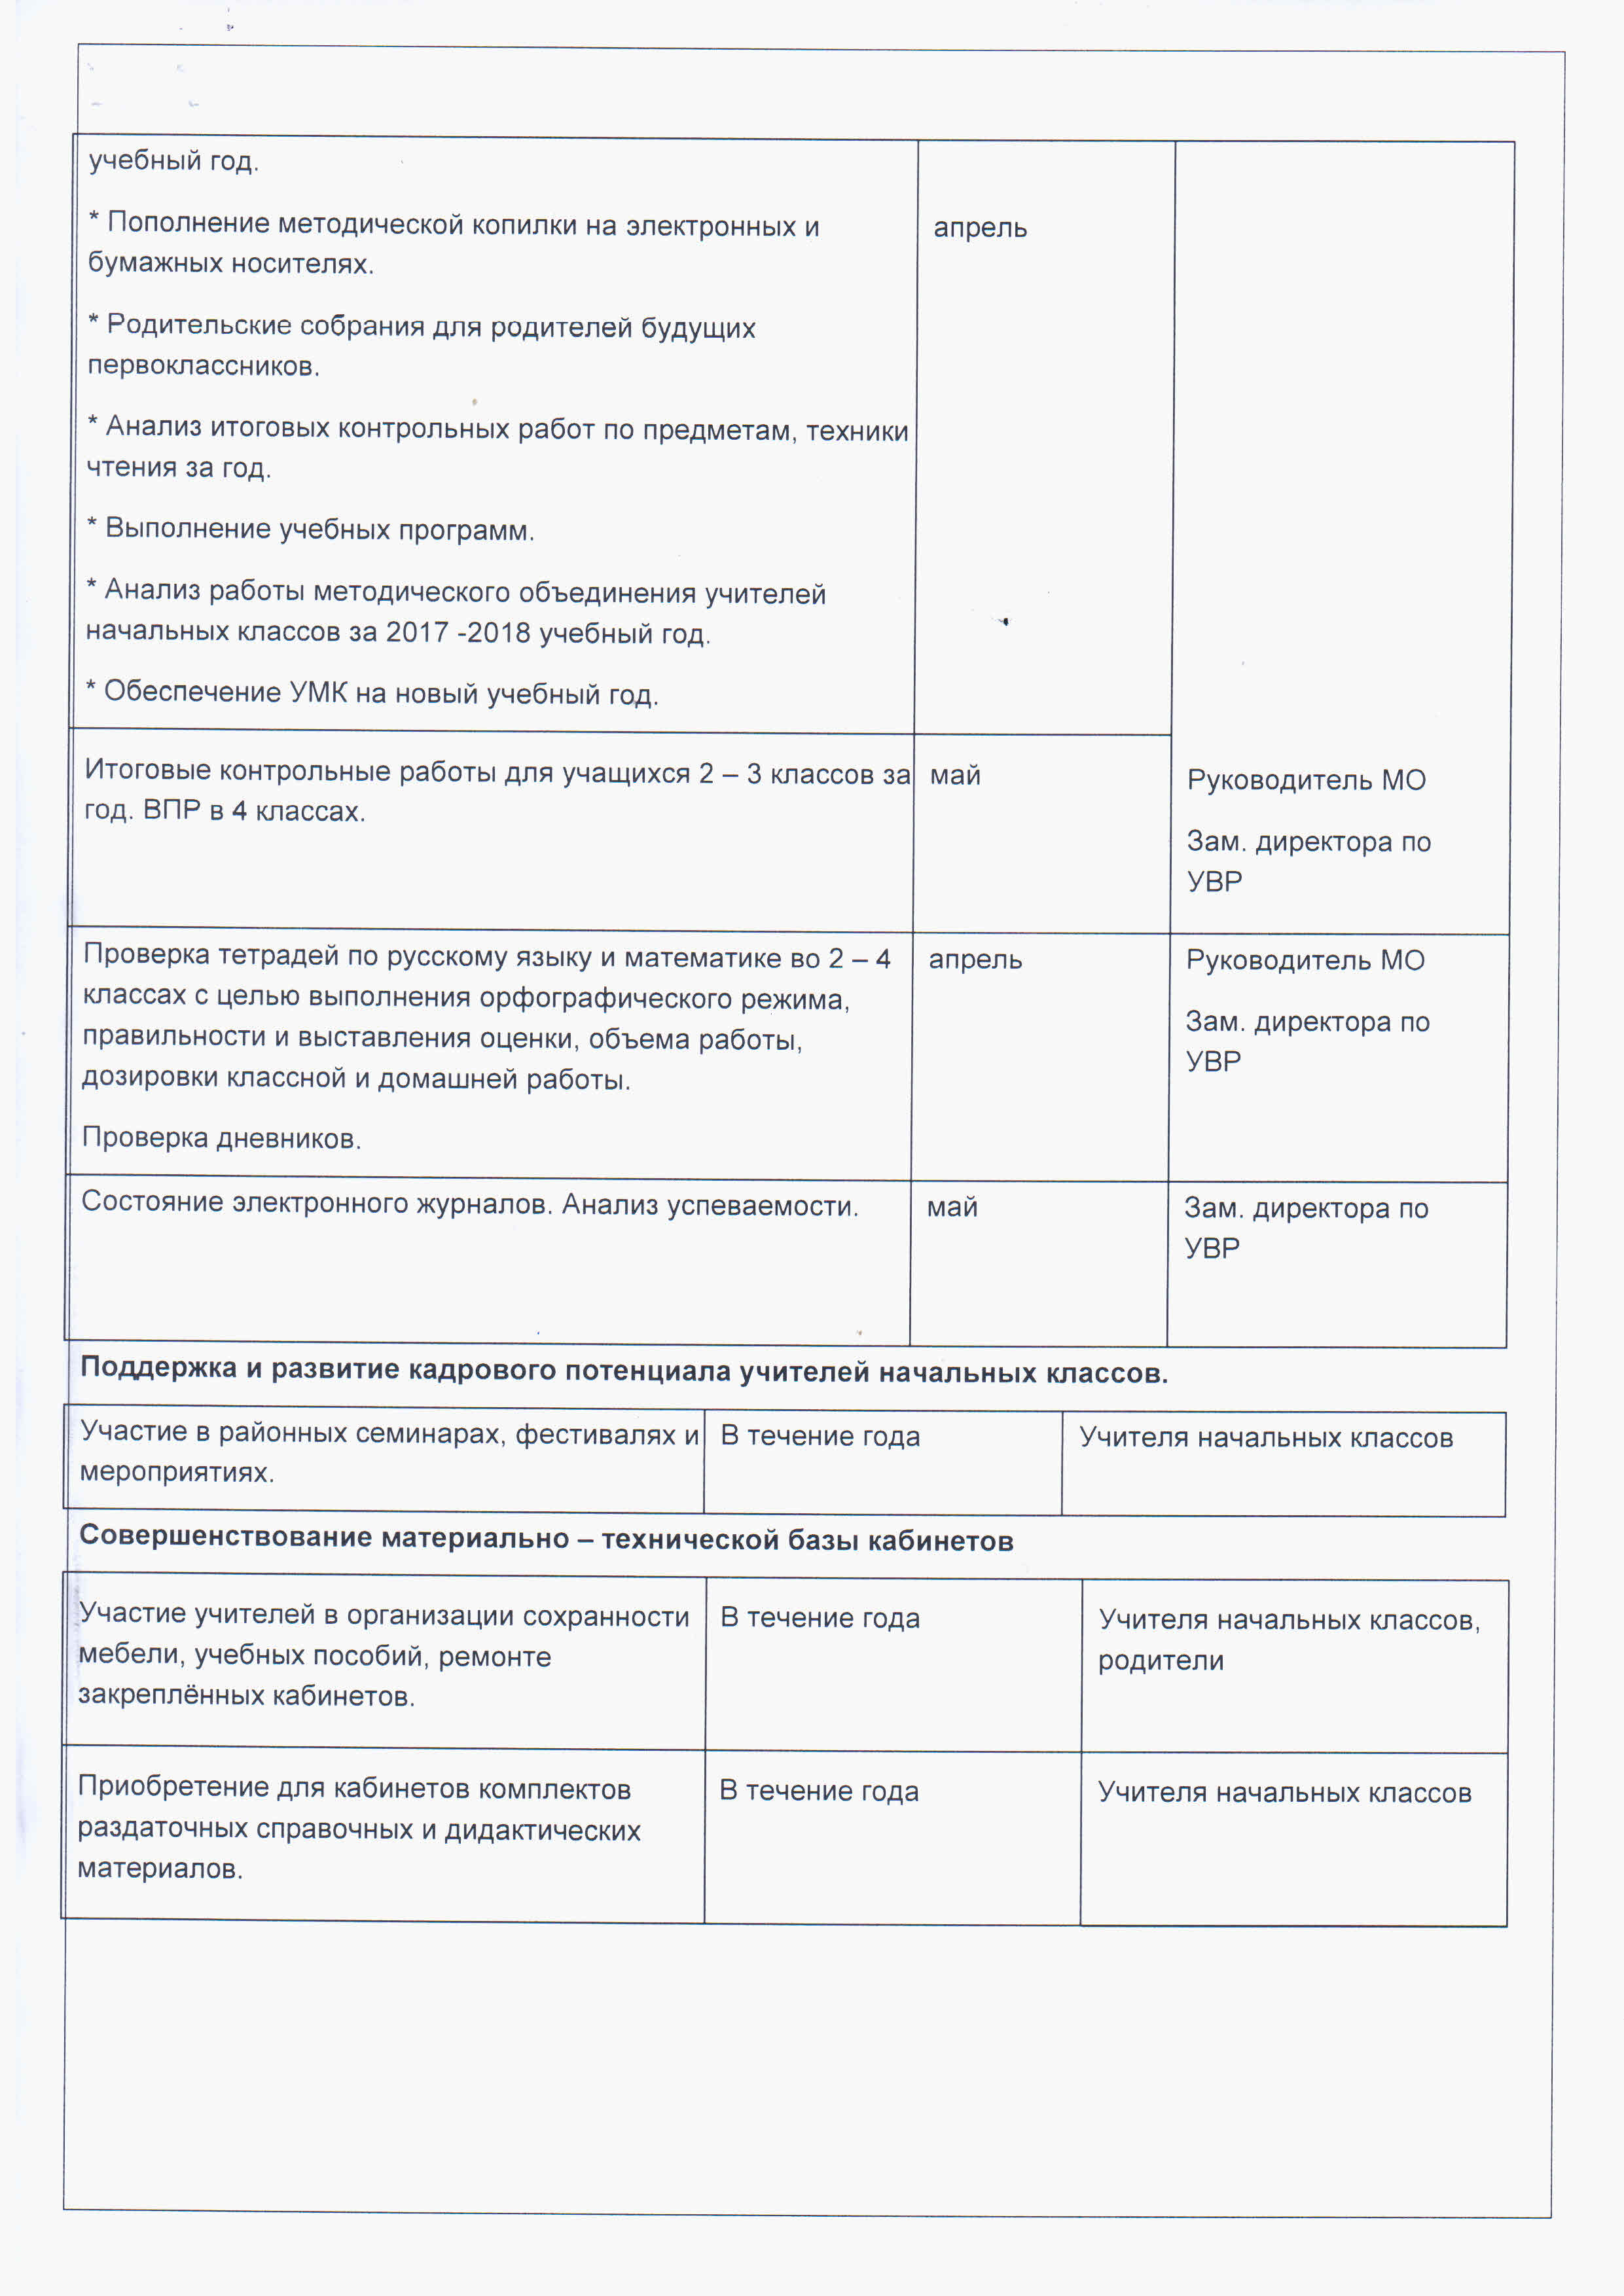 учебный год.
* Пополнение методической копилки на электронных и
апрель
бумажных носителях.
* Родительские собрания для родителей будущих
первоклассников.
* Анализ итоговых контрольных работ по предметам, техники
чтения за год.
* Выполнение учебных программ.
* Анализ работы методического объединения учителей
начальных классов за 2017 -2018 учебный год.
* Обеспечение УМК на новый учебный год.
Итоговые контрольные работы для учащихся 2 – 3 классов за
год. ВПР в 4 классах.
май
Руководитель МО
Зам. директора по
УВР
Проверка тетрадей по русскому языку и математике во 2 – 4
классах с целью выполнения орфографического режима,
правильности и выставления оценки, объема работы,
дозировки классной и домашней работы.
Проверка дневников.
апрель
Руководитель МО
Зам. директора по
УВР
Состояние электронного журналов. Анализ успеваемости.
май
Зам. директора по
УВР
Поддержка и развитие кадрового потенциала учителей начальных классов.
Участие в районных семинарах, фестивалях и
мероприятиях.
В течение года
Учителя начальных классов
Совершенствование материально – технической базы кабинетов
Участие учителей в организации сохранности
мебели, учебных пособий, ремонте
закреплённых кабинетов.
В течение года
Учителя начальных классов,
родители
Приобретение для кабинетов комплектов
раздаточных справочных и дидактических
материалов.
В течение года
Учителя начальных классов